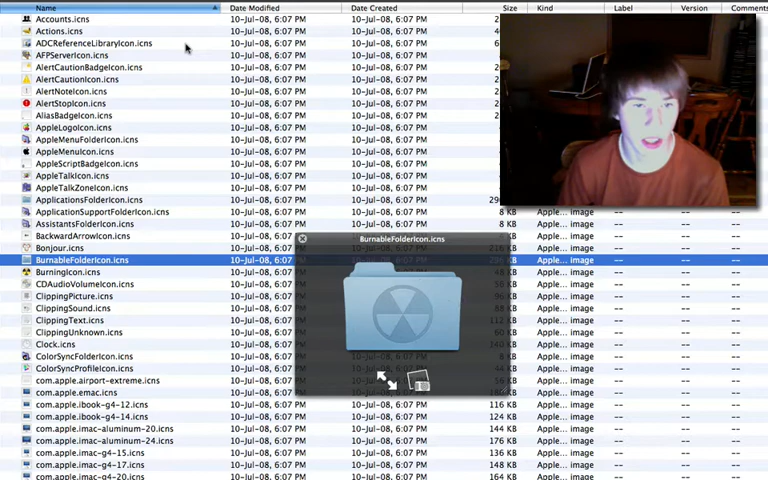 Name Date Modified Date Created Size Kind Label Version Comments
Accounts.icns 10-Jul-08, 6:07 PM 10-Jul-08, 6:07 PM
Actions.icns 10-Jul-08, 6:07 PM 10-Jul-08, 6:07 PM
ADCReferenceLibraryIcon.icns 10-Jul-08, 6:07 PM 10-Jul-08, 6:07 PM
AFPServerIcon.icns 10-Jul-08, 6:07 PM 10-Jul-08, 6:07 PM
AlertCautionBadgeIcon.icns 10-Jul-08, 6:07 PM 10-Jul-08, 6:07 PM
AlertCautionIcon.icns 10-Jul-08, 6:07 PM 10-Jul-08, 6:07 PM
AlertNoteIcon.icns 10-Jul-08, 6:07 PM 10-Jul-08, 6:07 PM
AlertStopIcon.icns 10-Jul-08, 6:07 PM 10-Jul-08, 6:07 PM
AliasBadgeIcon.icns 10-Jul-08, 6:07 PM 10-Jul-08, 6:07 PM
AppleLogoIcon.icns 10-Jul-08, 6:07 PM 10-Jul-08, 6:07 PM
AppleMenuFolderIcon.icns 10-Jul-08, 6:07 PM 10-Jul-08, 6:07 PM
AppleMenuIcon.icns 10-Jul-08, 6:07 PM 10-Jul-08, 6:07 PM
AppleScriptBadgeIcon.icns 10-Jul-08, 6:07 PM 10-Jul-08, 6:07 PM
AppleTalkIcon.icns 10-Jul-08, 6:07 PM 10-Jul-08, 6:07 PM
AppleTalkZoneIcon.icns 10-Jul-08, 6:07 PM 10-Jul-08, 6:07 PM
ApplicationsFolderIcon.icns 10-Jul-08, 6:07 PM 10-Jul-08, 6:07 PM
ApplicationSupportFolderIcon.icns 10-Jul-08, 6:07 PM 10-Jul-08, 6:07 PM 8 KB Apple... image -- --
AssistantsFolderIcon.icns 10-Jul-08, 6:07 PM 10-Jul-08, 6:07 PM 8 KB Apple... image -- --
BackwardArrowIcon.icns 10-Jul-08, 6:07 PM 10-Jul-08, 6:07 PM KB Apple... image -- --
Bonjour.icns 10-Jul-08, 6:07 PM 216 KB Apple... image -- --
BurnableFolderIcon.icns 10-Jul-08, 6:07 PM 296 KB Apple... image -- --
BurningIcon.icns 10-Jul-08, 6:07 PM 48 KB Apple... image -- --
CDAudioVolumeIcon.icns 10-Jul-08, 6:07 PM 56 KB Apple... image -- --
ClippingPicture.icns 10-Jul-08, 6:07 PM 96 KB Apple... image -- --
ClippingSound.icns 10-Jul-08, 6:07 PM KB Apple... image -- --
ClippingText.icns 10-Jul-08, 6:07 PM 112 KB Apple... image -- --
ClippingUnknown.icns 10-Jul-08, 6:07 PM 60 KB Apple... image -- --
Clock.icns 10-Jul-08, 6:07 PM KB Apple... image -- --
ColorSyncFolderIcon.icns 10-Jul-08, 6:07 PM 8 KB Apple... image -- --
ColorSyncProfileIcon.icns 10-Jul-08, 6:07 PM 44 KB Apple... image -- --
com.apple.airport-extreme.icns 10-Jul-08, 6:07 PM 56 KB Apple... image -- --
com.apple.emac.icns 10-Jul-08, 6:07 PM KB Apple... image -- --
com.apple.ibook-g4-12.icns 10-Jul-08, 6:07 PM 10-Jul-08, 6:07 PM 116 KB Apple... image -- --
com.apple.ibook-g4-14.icns 10-Jul-08, 6:07 PM 10-Jul-08, 6:07 PM 124 KB Apple... image -- --
com.apple.imac-aluminum-20.icns 10-Jul-08, 6:07 PM 10-Jul-08, 6:07 PM 144 KB Apple... image -- --
com.apple.imac-aluminum-24.icns 10-Jul-08, 6:07 PM 10-Jul-08, 6:07 PM 176 KB Apple... image -- --
com.apple.imac-g4-15.icns 10-Jul-08, 6:07 PM 10-Jul-08, 6:07 PM 136 KB Apple... image -- --
com.apple.imac-g4-17.icns 10-Jul-08, 6:07 PM 10-Jul-08, 6:07 PM 148 KB Apple... image -- --
com.apple.imac-g4-20.icns 10-Jul-08, 6:07 PM 10-Jul-08, 6:07 PM 164 KB Apple... image -- --
BurnableFolderIcon.icns